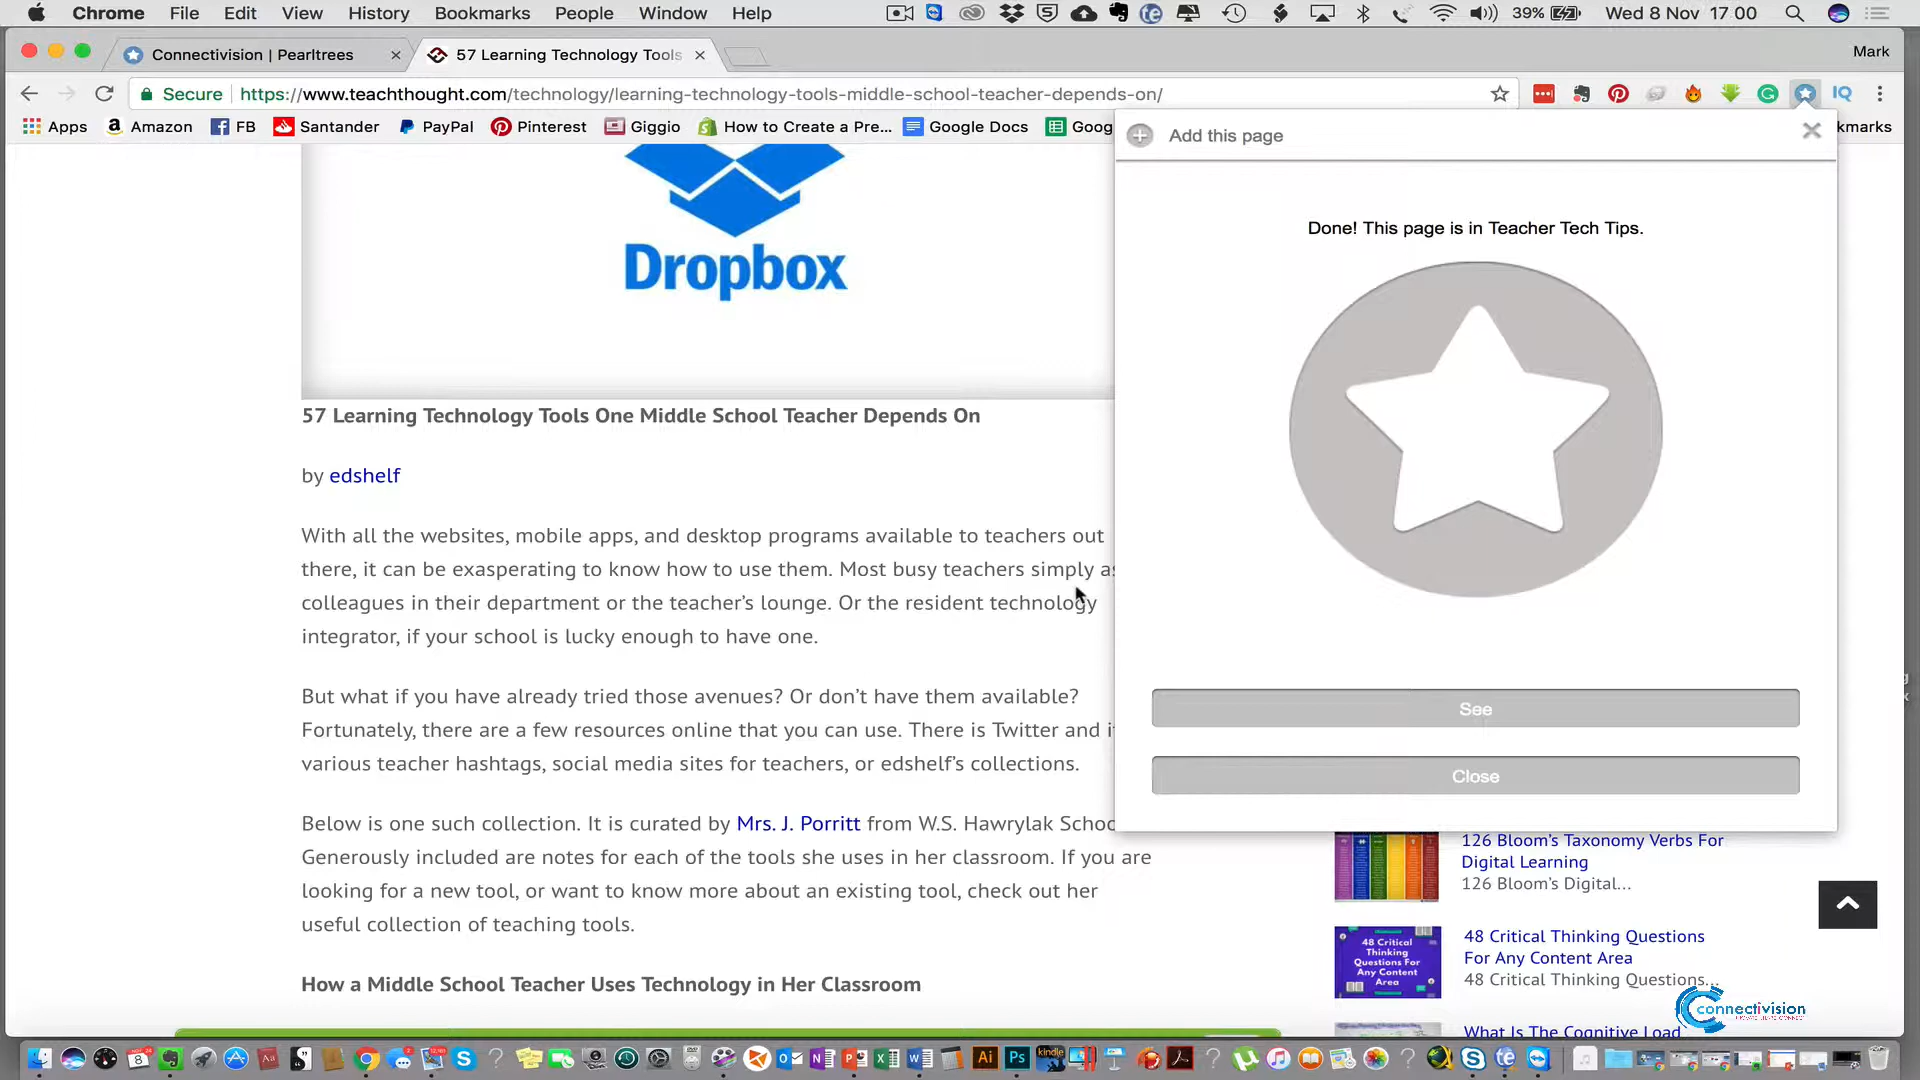 Chrome File Edit View History Bookmarks People Window Help 39% Wed 8 Nov 17 00
Connectivision | Pearltrees
57 Learning Technology Tools
Mark
Secure https://www.teachthought.com/technology/learning-technology-tools-middle-school-teacher-depends-on/
Apps Amazon FB Santander PayPal Pinterest Giggio How to Create a Pre... Google Docs Goog kmarks
Add this page
Done! This page is in Teacher Tech Tips.
See
Close
Dropbox
57 Learning Technology Tools One Middle School Teacher Depends On
by edshelf
With all the websites, mobile apps, and desktop programs available to teachers out
there, it can be exasperating to know how to use them. Most busy teachers simply as
colleagues in their department or the teacher’s lounge. Or the resident technology
integrator, if your school is lucky enough to have one.
But what if you have already tried those avenues? Or don’t have them available?
Fortunately, there are a few resources online that you can use. There is Twitter and i
various teacher hashtags, social media sites for teachers, or edshelf’s collections.
Below is one such collection. It is curated by Mrs. J. Porritt from W.S. Hawrylak Schoo
Generously included are notes for each of the tools she uses in her classroom. If you are
looking for a new tool, or want to know more about an existing tool, check out her
useful collection of teaching tools.
How a Middle School Teacher Uses Technology in Her Classroom
126 Bloom’s Taxonomy Verbs For
Digital Learning
126 Bloom’s Digital...
48 Critical
Thinking
Questions For
Any Content
Area
48 Critical Thinking Questions
For Any Content Area
48 Critical Thinking Questions...
What Is The Cognitive Load
connectivision